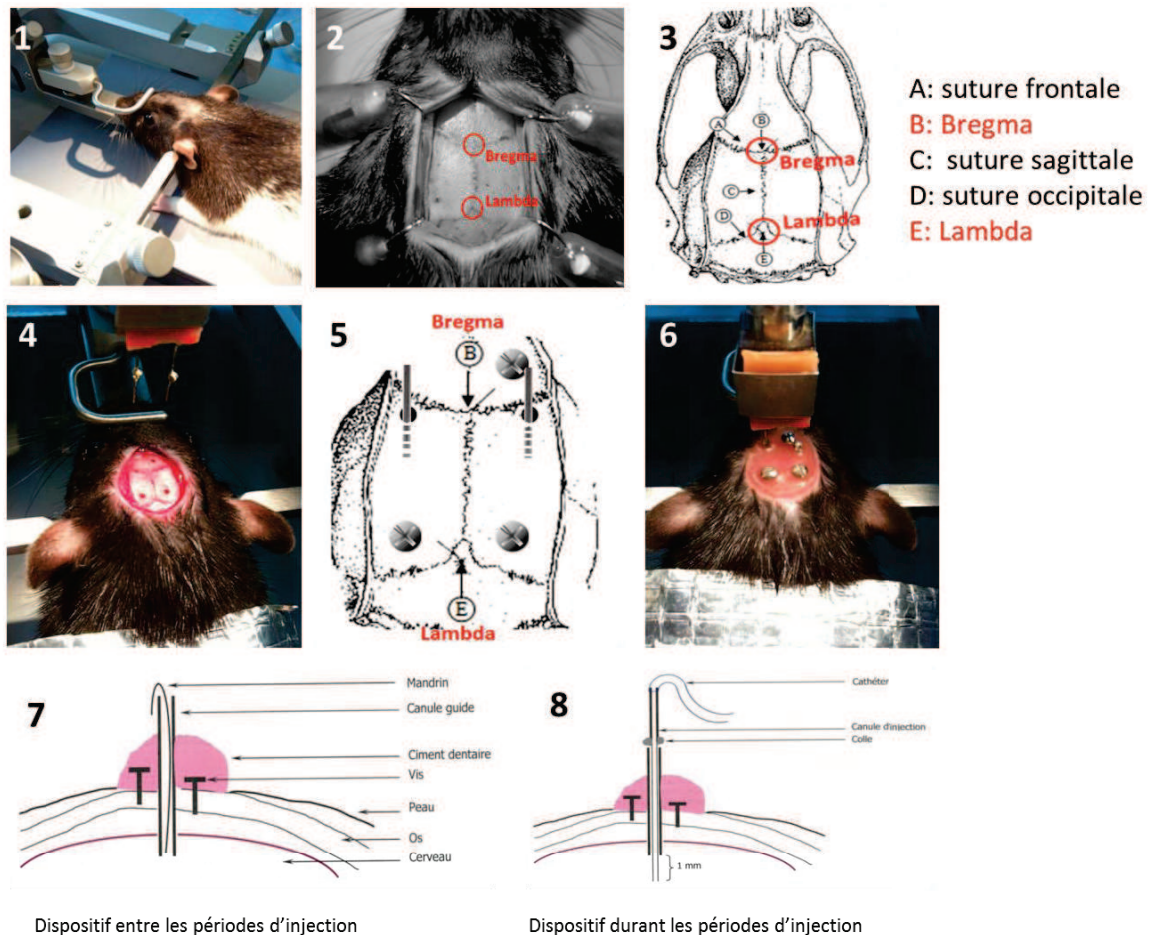 1
2
Bregma
Lambda
3
A
B
Bregma
C
D
Lambda
E
A: suture frontale
B: Bregma
C: suture sagittale
D: suture occipitale
E: Lambda
4
5
Bregma
B
E
Lambda
6
7
Mandrin
Canule guide
Ciment dentaire
Vis
Peau
Os
Cerveau
8
Cathéter
Canule d'injection
Colle
1 mm
Dispositif entre les périodes d'injection
Dispositif durant les périodes d'injection